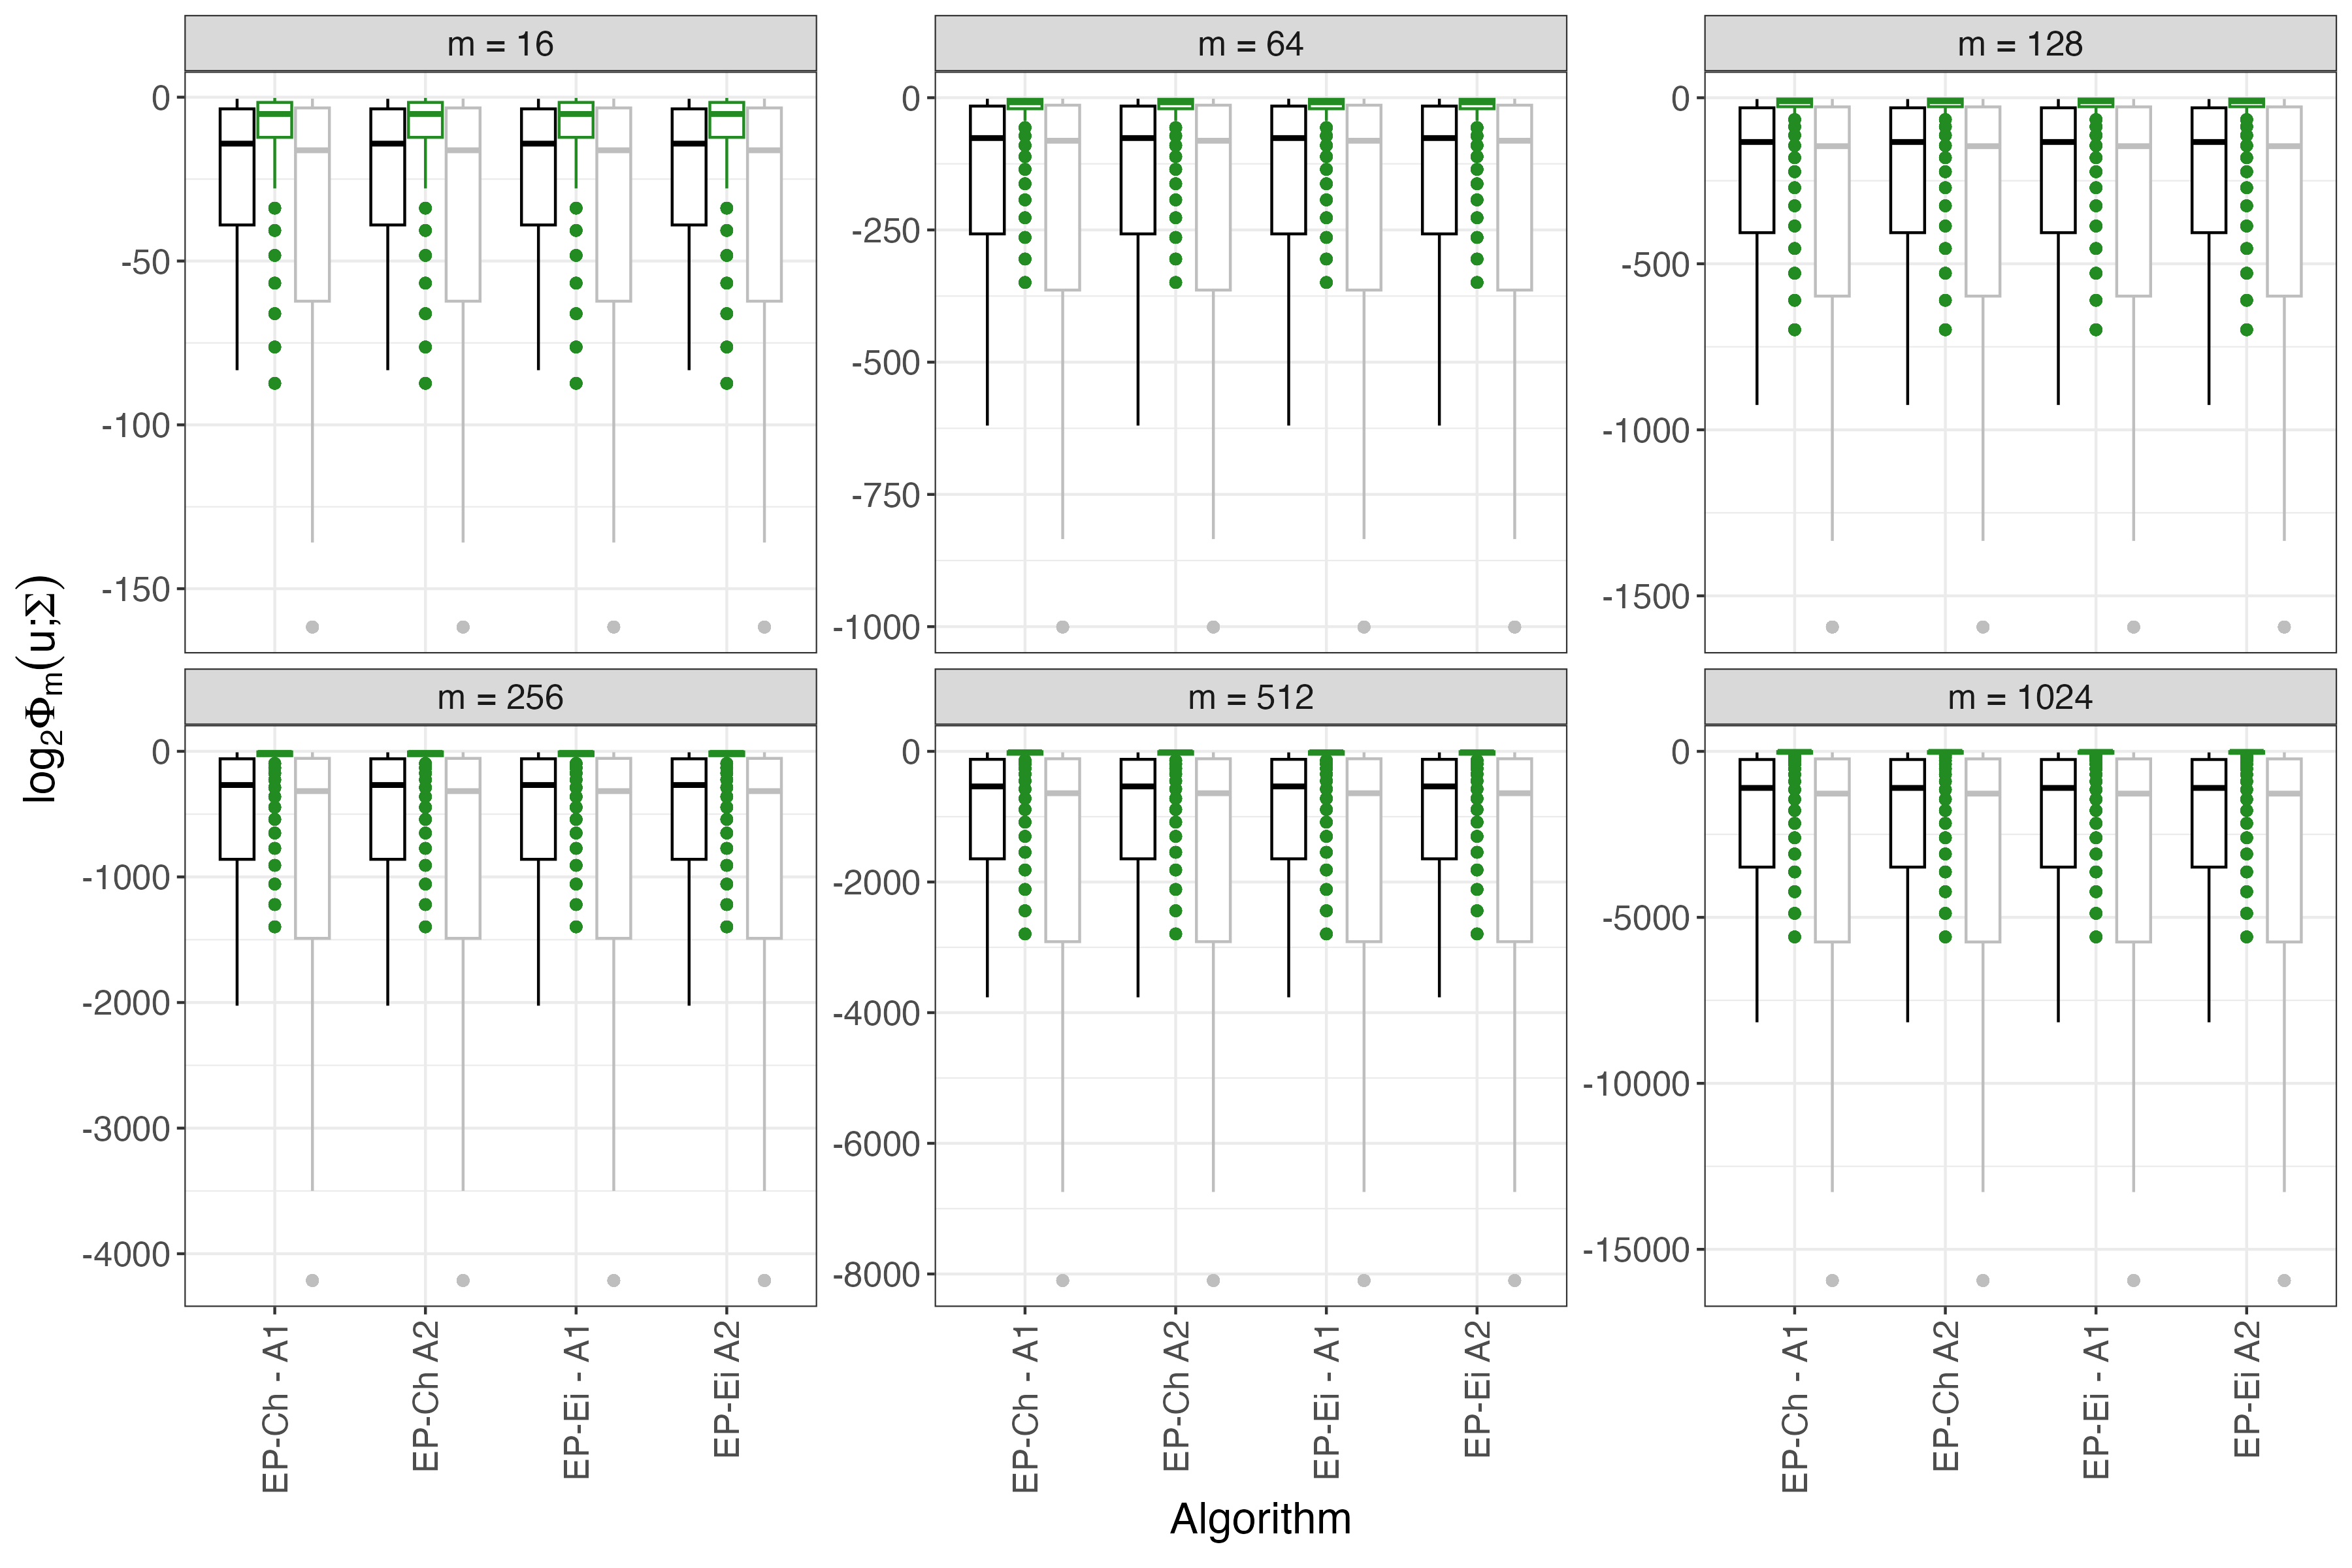 m = 16
m = 64
m = 128
0
-50
-100
-150
0
-250
-500
-750
-1000
0
-500
-1000
-1500
log₂Φₘ(u;Σ)
m = 256
m = 512
m = 1024
0
-1000
-2000
-3000
-4000
0
-2000
-4000
-6000
-8000
0
-5000
-10000
-15000
EP-Ch - A1
EP-Ch A2
EP-Ei - A1
EP-Ei A2
EP-Ch - A1
EP-Ch A2
EP-Ei - A1
EP-Ei A2
EP-Ch - A1
EP-Ch A2
EP-Ei - A1
EP-Ei A2
Algorithm